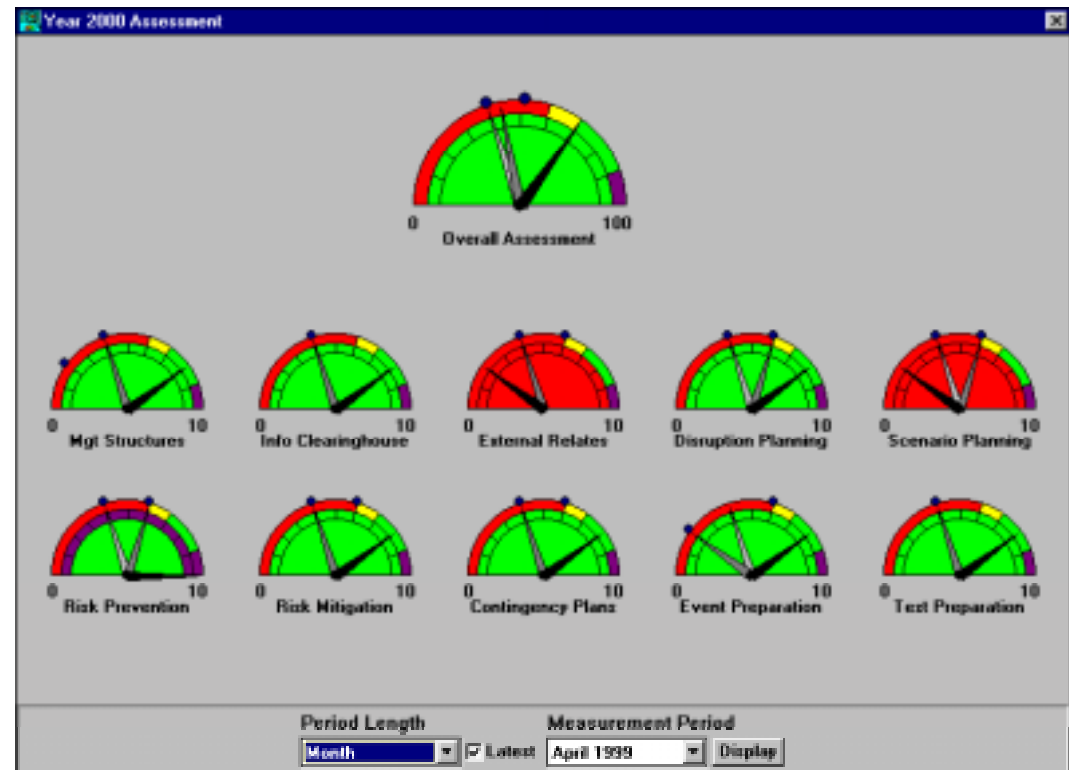 Year 2000 Assessment
0 100
Overall Assessment
0 10 0 10 0 10 0 10 0 10
Mgt Structures Info Clearinghouse External Relates Disruption Planning Scenario Planning
0 10 0 10 0 10 0 10 0 10
Risk Prevention Risk Mitigation Contingency Plans Event Preparation Test Preparation
Period Length Measurement Period
Month Latest April 1999 Display